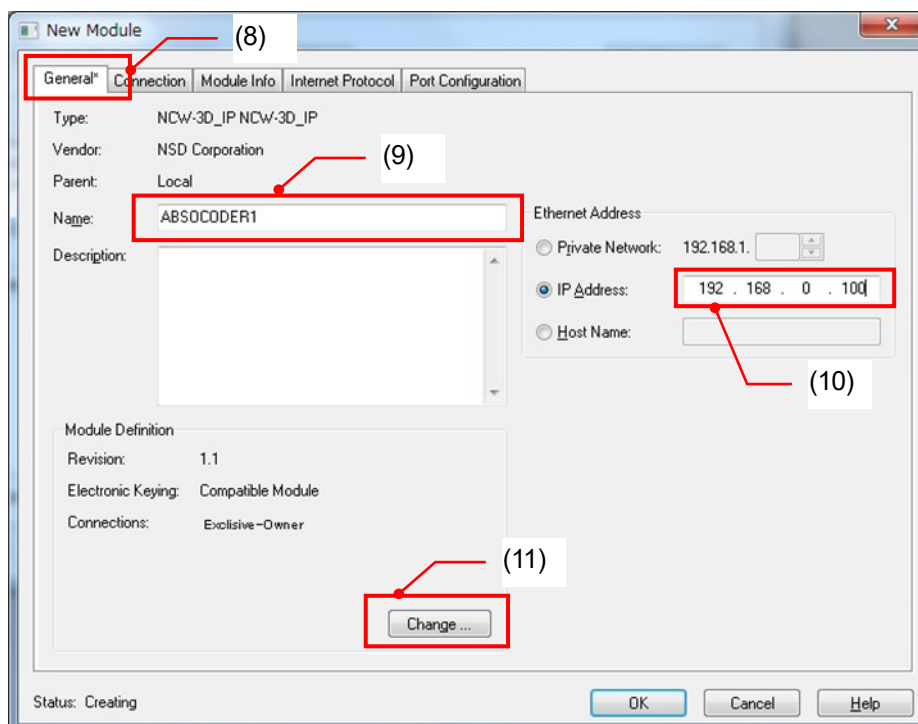 New Module
(8)
General* Connection Module Info Internet Protocol Port Configuration
Type: NCW-3D_IP NCW-3D_IP
Vendor: NSD Corporation
(9)
Parent: Local
Name: ABSOCODER1
Description:
Ethernet Address
Private Network: 192.168.1.
IP Address: 192 . 168 . 0 . 100
Host Name:
(10)
Module Definition
Revision: 1.1
Electronic Keying: Compatible Module
Connections: Exclisive-Owner
(11)
Change ...
Status: Creating
OK Cancel Help